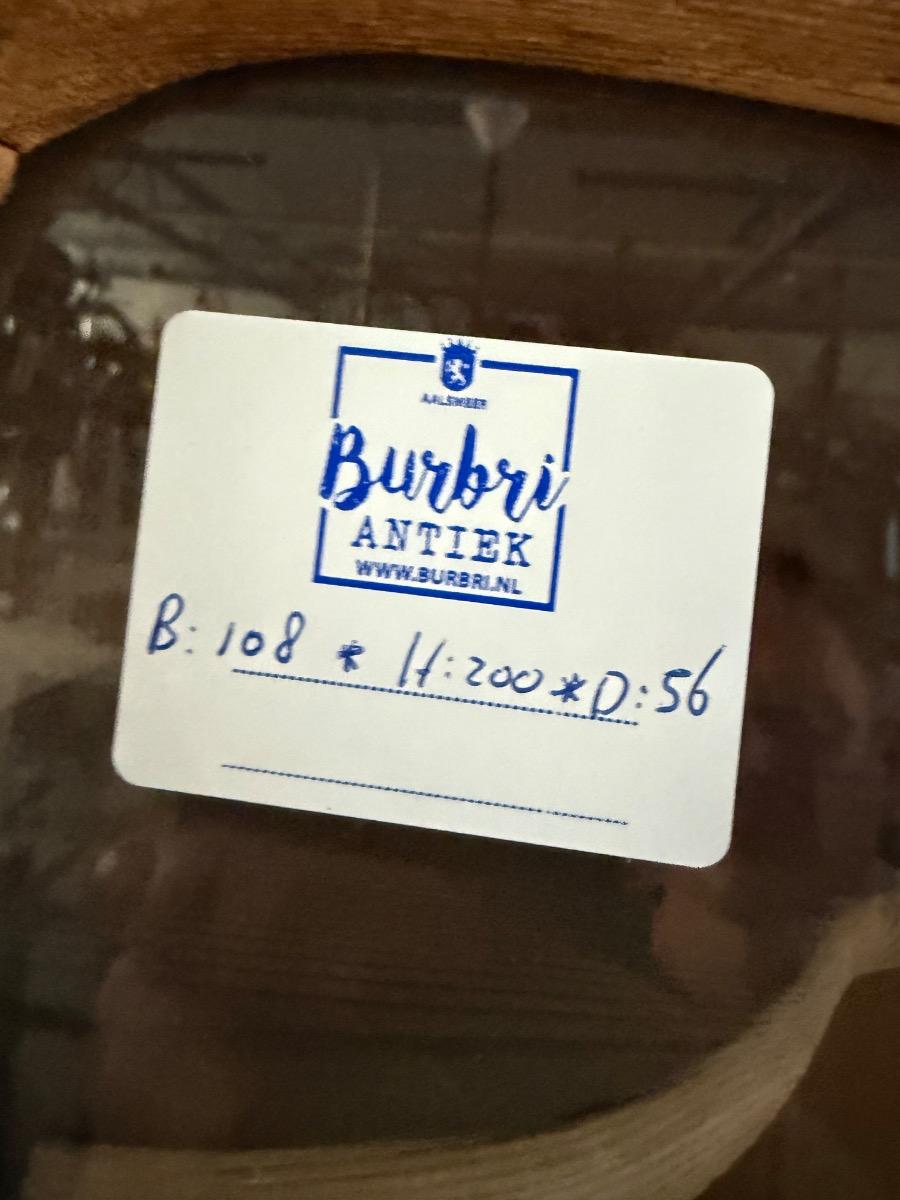 AALSMEER
Burbri
ANTIEK
WWW.BURBRI.NL
B: 108 * H: 200 * D: 56